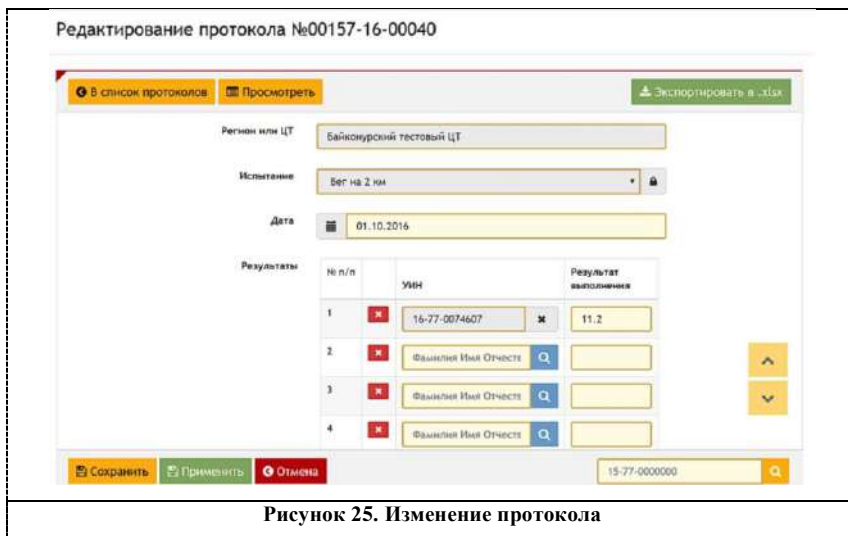 Редактирование протокола №00157-16-00040
В список протоколов Просмотреть Экспортировать в .xlsx
Регион или ЦТ Байконурский тестовый ЦТ
Испытание Бег на 2 км
Дата 01.10.2016
Результаты № п/п УИН Результат выполнения
1 16-77-0074607 11.2
2 Фамилия Имя Отчеств
3 Фамилия Имя Отчеств
4 Фамилия Имя Отчеств
Сохранить Применить Отмена 15-77-0000000
Рисунок 25. Изменение протокола